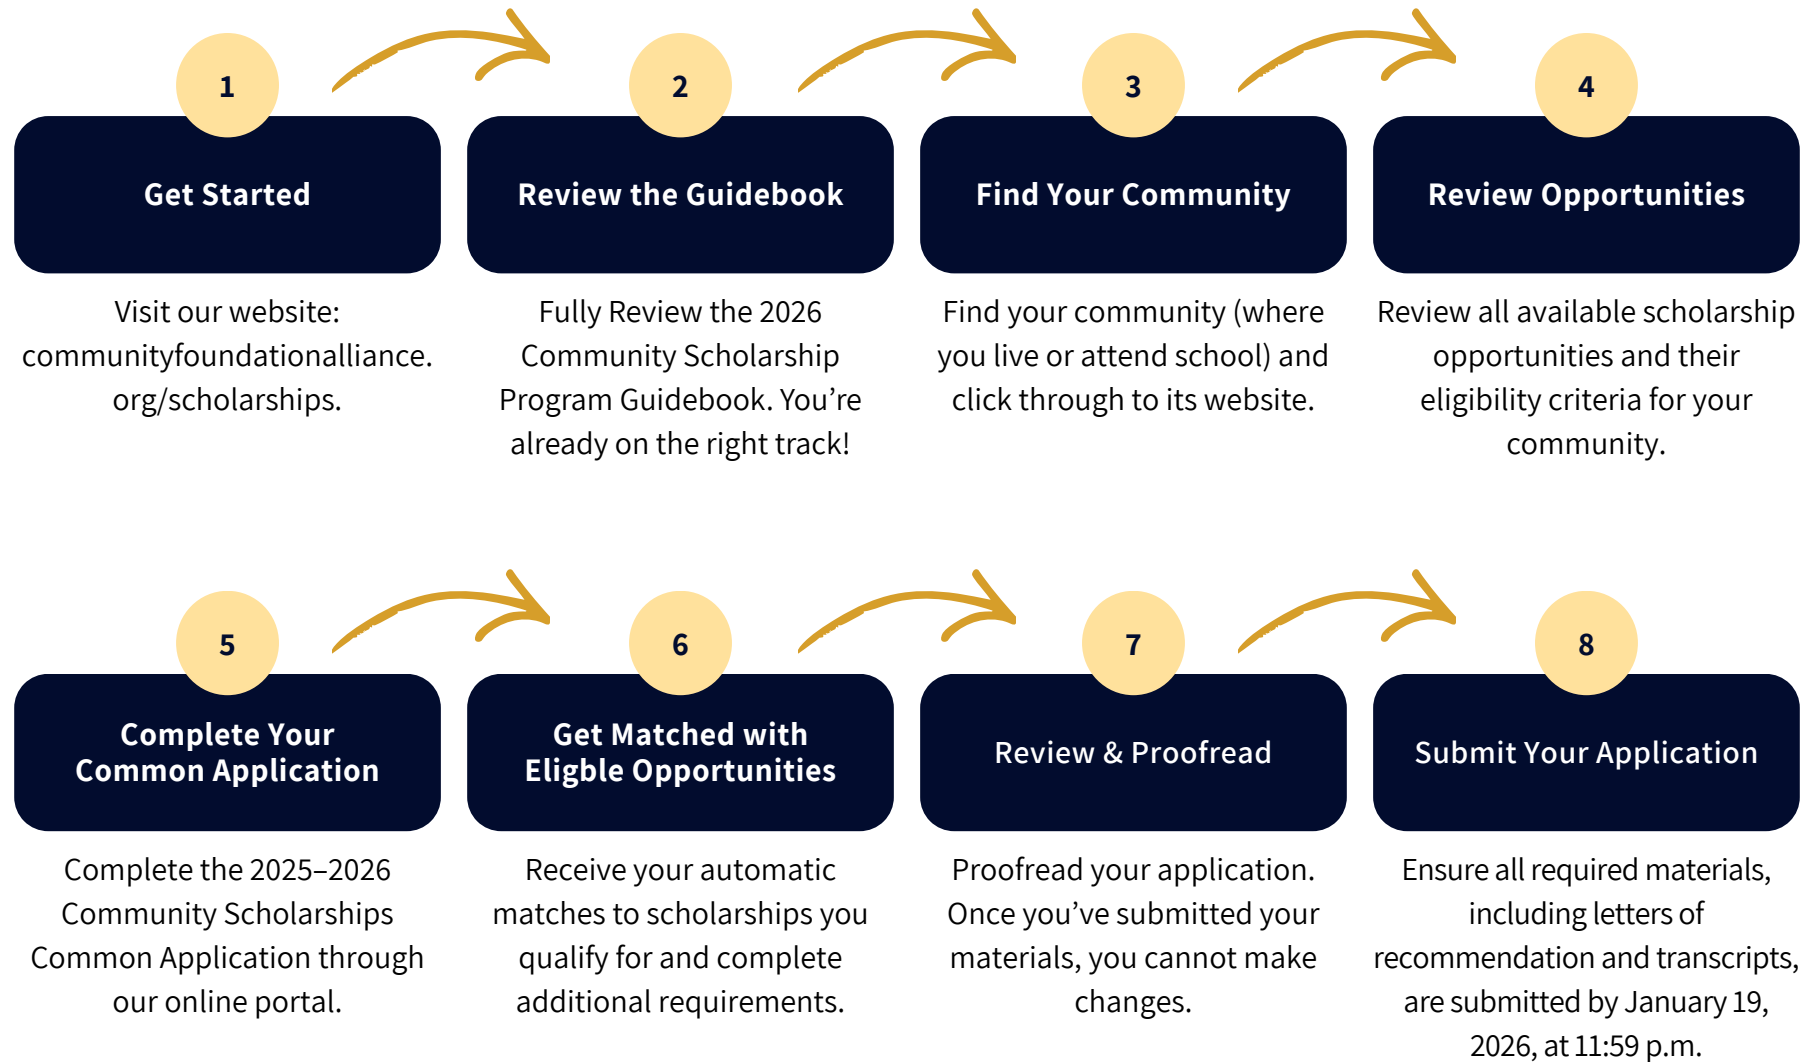 1
Get Started
Visit our website:
communityfoundationalliance.
org/scholarships.
2
Review the Guidebook
Fully Review the 2026
Community Scholarship
Program Guidebook. You’re
already on the right track!
3
Find Your Community
Find your community (where
you live or attend school) and
click through to its website.
4
Review Opportunities
Review all available scholarship
opportunities and their
eligibility criteria for your
community.
5
Complete Your
Common Application
Complete the 2025–2026
Community Scholarships
Common Application through
our online portal.
6
Get Matched with
Eligble Opportunities
Receive your automatic
matches to scholarships you
qualify for and complete
additional requirements.
7
Review & Proofread
Proofread your application.
Once you’ve submitted your
materials, you cannot make
changes.
8
Submit Your Application
Ensure all required materials,
including letters of
recommendation and transcripts,
are submitted by January 19,
2026, at 11:59 p.m.